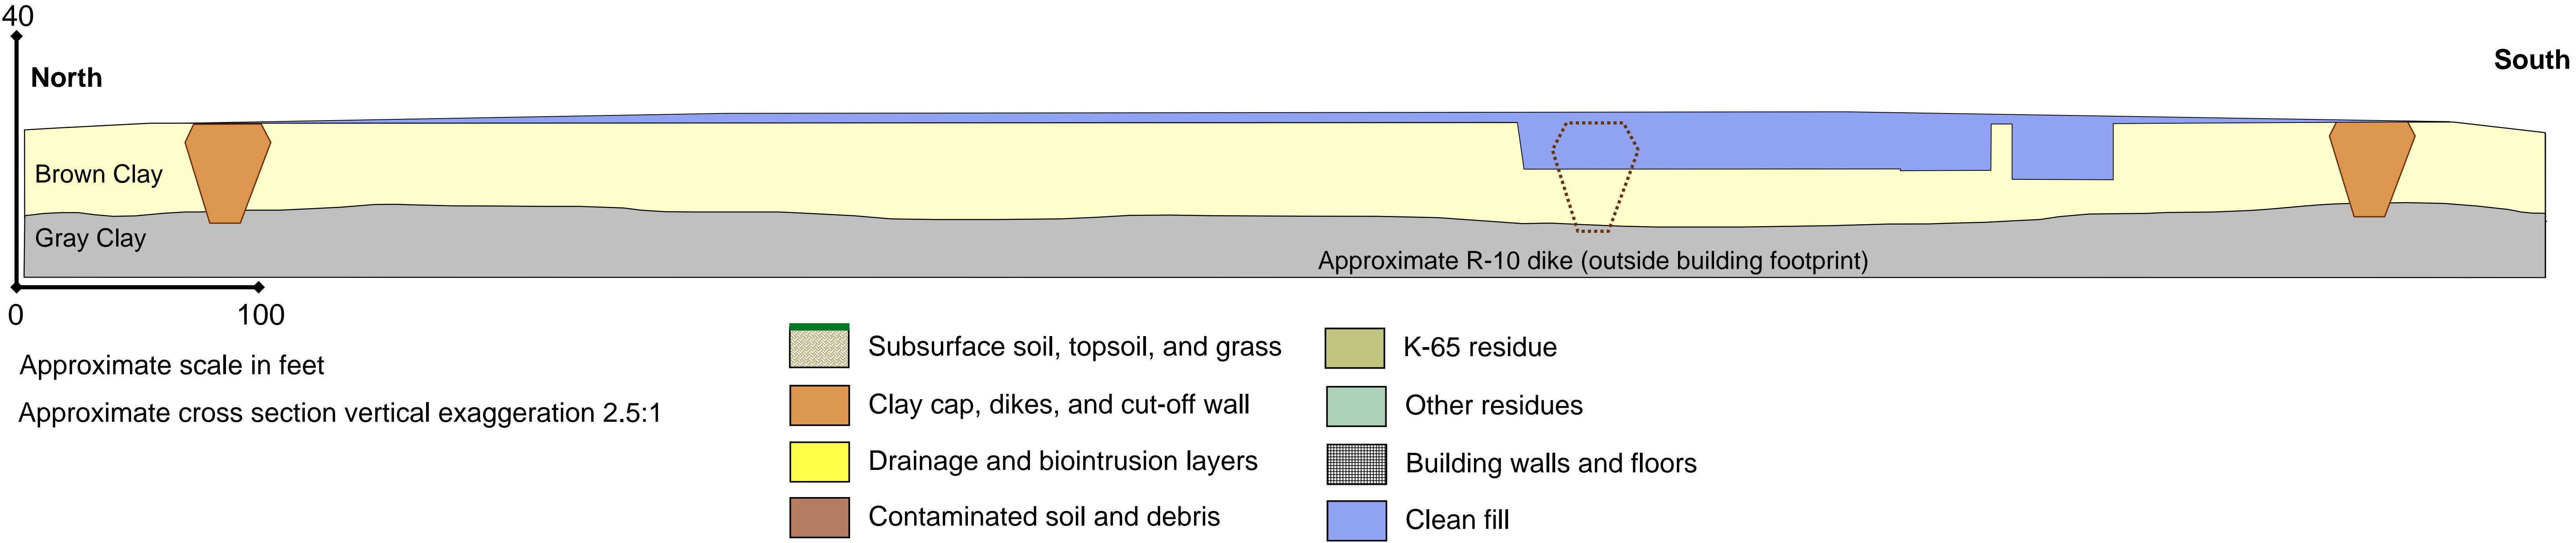 40
North
South
Brown Clay
Gray Clay
Approximate R-10 dike (outside building footprint)
0
100
Approximate scale in feet
Approximate cross section vertical exaggeration 2.5:1
Subsurface soil, topsoil, and grass
Clay cap, dikes, and cut-off wall
Drainage and biointrusion layers
Contaminated soil and debris
K-65 residue
Other residues
Building walls and floors
Clean fill